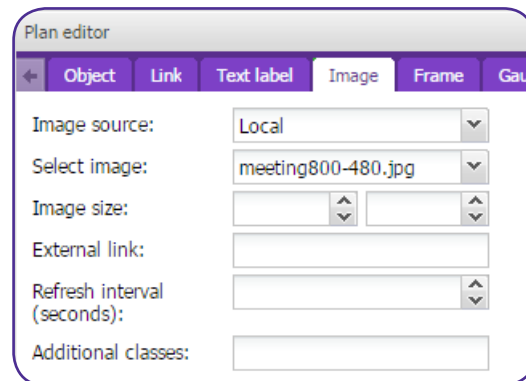 Plan editor
Object Link Text label Image Frame
Image source: Local
Select image: meeting800-480.jpg
Image size:
External link:
Refresh interval
(seconds):
Additional classes: